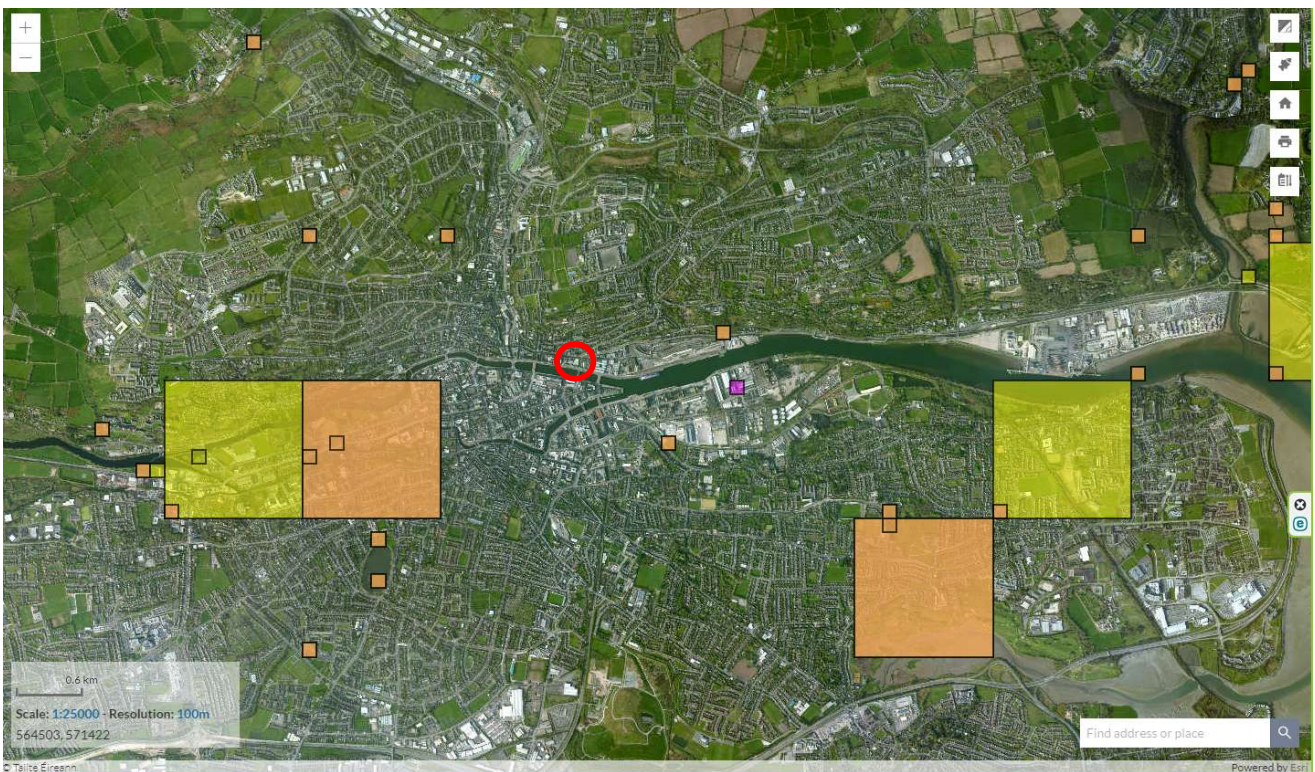 +
−
0.6 km
Scale: 1:25000 - Resolution: 100m
564503, 571422
Find address or place
© Tailte Éireann
Powered by Esri